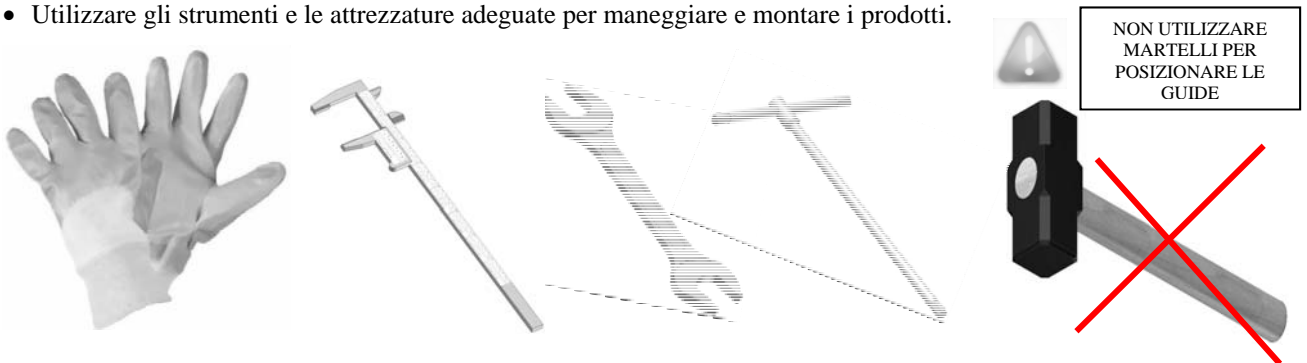 • Utilizzare gli strumenti e le attrezzature adeguate per maneggiare e montare i prodotti.
NON UTILIZZARE
MARTELLI PER
POSIZIONARE LE
GUIDE